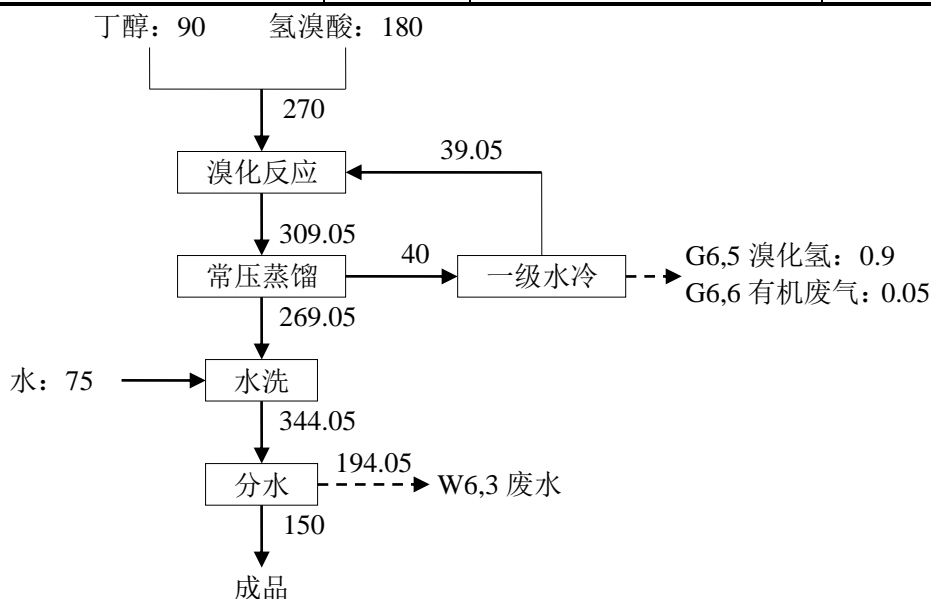 丁醇：90 氢溴酸：180
270
39.05
溴化反应
309.05
40
常压蒸馏
一级水冷
G6,5 溴化氢：0.9
G6,6 有机废气：0.05
269.05
水：75
水洗
344.05
194.05
分水
W6,3 废水
150
成品